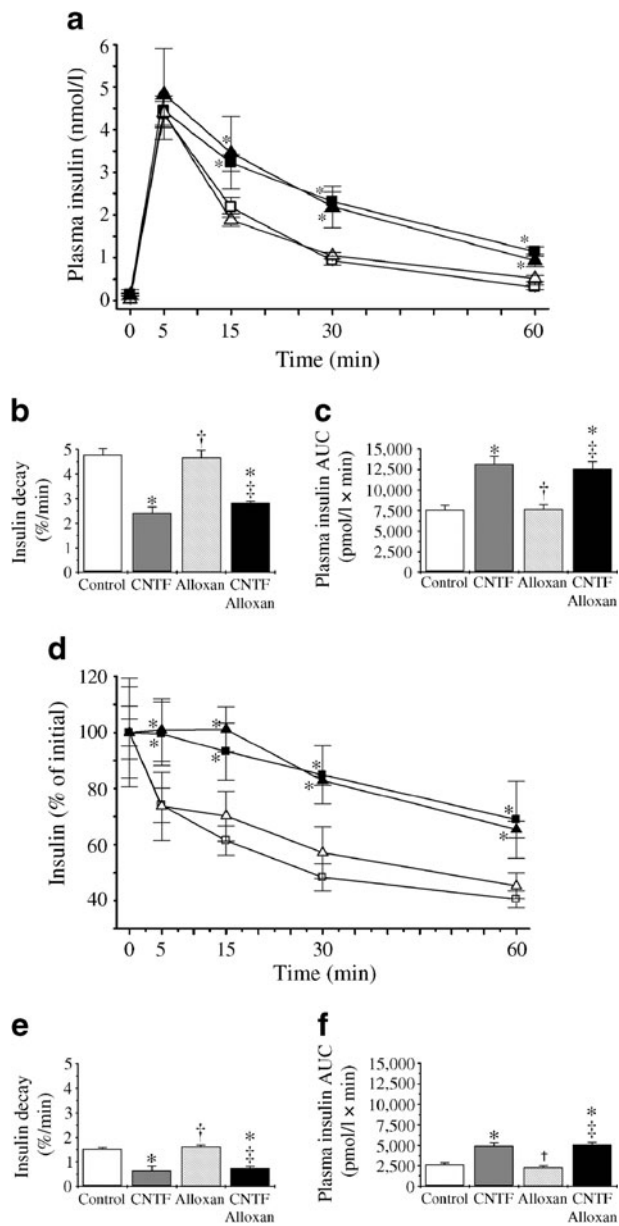 a
Plasma insulin (nmol/l)
6
5
4
3
2
1
0
* *
* *
* *
0 5 15 30 60
Time (min)
b
Insulin decay
(%/min)
5
4
3
2
1
0
* † * ‡
Control CNTF Alloxan CNTF
Alloxan
c
Plasma insulin AUC
(pmol/l × min)
15,000
12,500
10,000
7,500
5,000
2,500
0
* † * ‡
Control CNTF Alloxan CNTF
Alloxan
d
Insulin (% of initial)
120
100
80
60
40
* *
* *
* *
* *
0 5 15 30 60
Time (min)
e
Insulin decay
(%/min)
5
4
3
2
1
0
* † * ‡
Control CNTF Alloxan CNTF
Alloxan
f
Plasma insulin AUC
(pmol/l × min)
15,000
12,500
10,000
7,500
5,000
2,500
0
* † * ‡
Control CNTF Alloxan CNTF
Alloxan